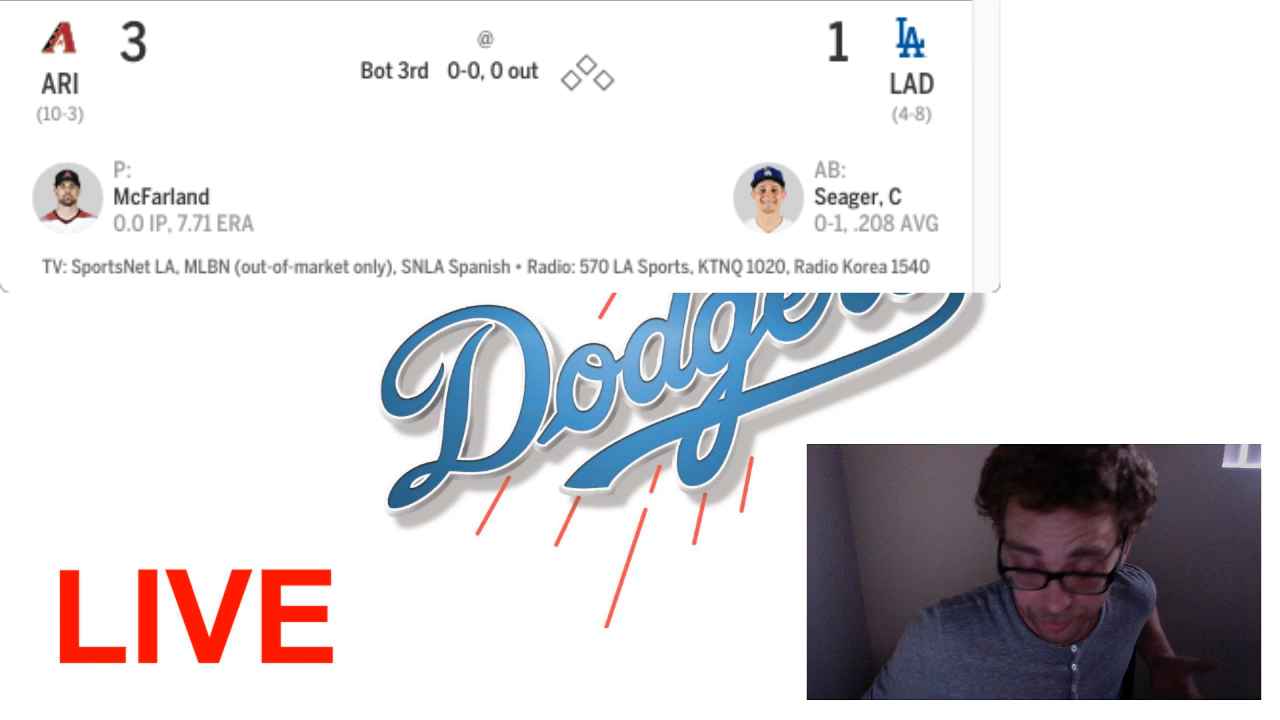 ARI
(10-3)
3
@
Bot 3rd 0-0, 0 out
1
LA
LAD
(4-8)
P:
McFarland
0.0 IP, 7.71 ERA
AB:
Seager, C
0-1, .208 AVG
TV: SportsNet LA, MLBN (out-of-market only), SNLA Spanish • Radio: 570 LA Sports, KTNQ 1020, Radio Korea 1540
Dodgers
LIVE